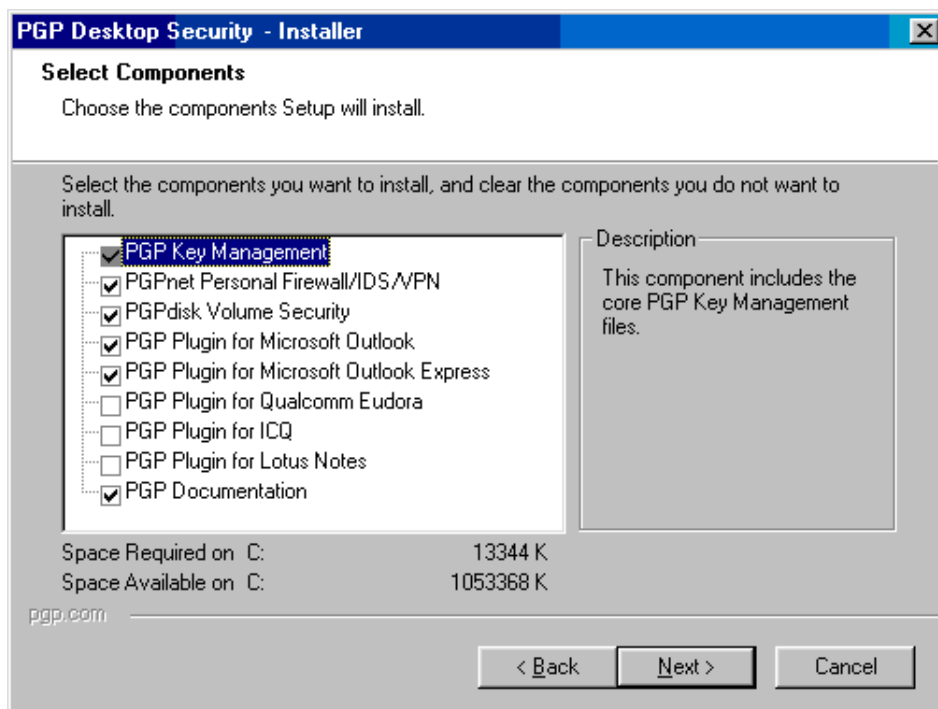 PGP Desktop Security - Installer
Select Components
Choose the components Setup will install.
Select the components you want to install, and clear the components you do not want to
install.
PGP Key Management
PGPnet Personal Firewall/IDS/VPN
PGPdisk Volume Security
PGP Plugin for Microsoft Outlook
PGP Plugin for Microsoft Outlook Express
PGP Plugin for Qualcomm Eudora
PGP Plugin for ICQ
PGP Plugin for Lotus Notes
PGP Documentation
Description
This component includes the
core PGP Key Management
files.
Space Required on C: 13344 K
Space Available on C: 1053368 K
pgp.com
< Back Next > Cancel